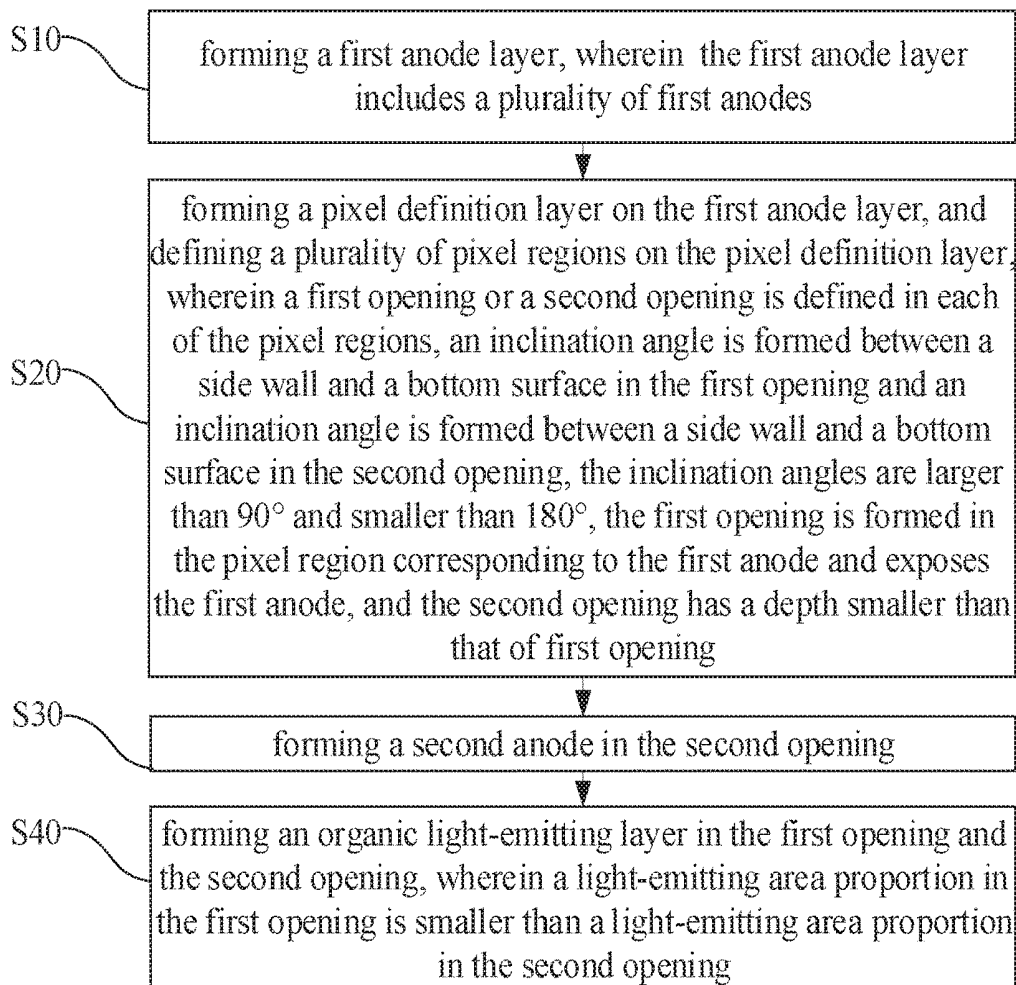 S10
forming a first anode layer, wherein the first anode layer
includes a plurality of first anodes
S20
forming a pixel definition layer on the first anode layer, and
defining a plurality of pixel regions on the pixel definition layer,
wherein a first opening or a second opening is defined in each
of the pixel regions, an inclination angle is formed between a
side wall and a bottom surface in the first opening and an
inclination angle is formed between a side wall and a bottom
surface in the second opening, the inclination angles are larger
than 90° and smaller than 180°, the first opening is formed in
the pixel region corresponding to the first anode and exposes
the first anode, and the second opening has a depth smaller than
that of first opening
S30
forming a second anode in the second opening
S40
forming an organic light-emitting layer in the first opening and
the second opening, wherein a light-emitting area proportion in
the first opening is smaller than a light-emitting area proportion
in the second opening